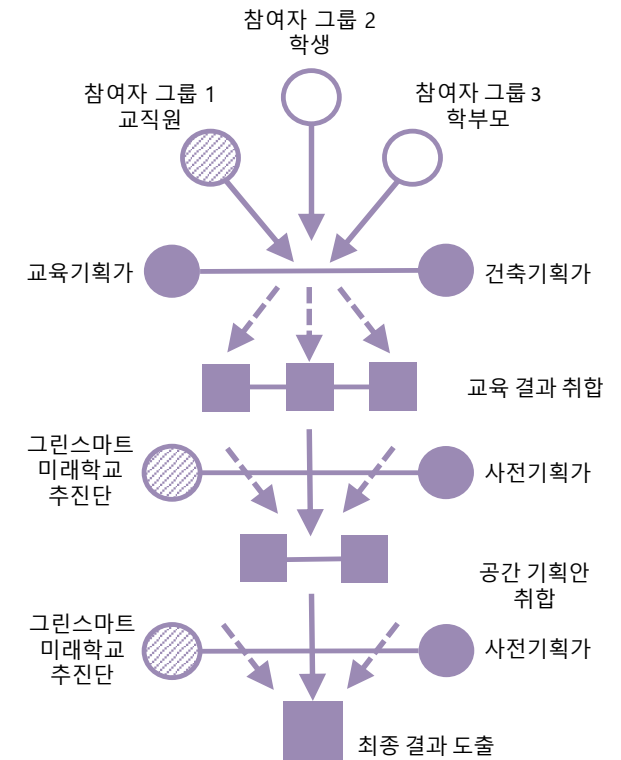 참여자 그룹 2
학생
참여자 그룹 1
교직원
참여자 그룹 3
학부모
교육기획가
건축기획가
교육 결과 취합
그린스마트
미래학교
추진단
사전기획가
공간 기획안
취합
그린스마트
미래학교
추진단
사전기획가
최종 결과 도출